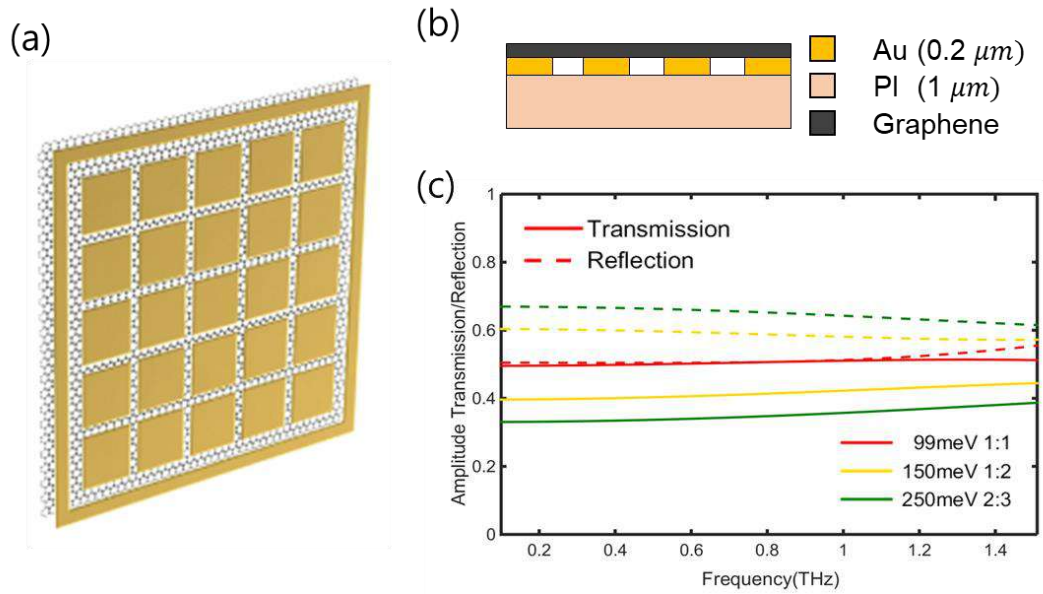 (a)
(b)
Au (0.2 μm)
PI (1 μm)
Graphene
(c)
Amplitude Transmission/Reflection
1
0.8
0.6
0.4
0.2
0
Transmission
Reflection
99meV 1:1
150meV 1:2
250meV 2:3
0.2 0.4 0.6 0.8 1 1.2 1.4
Frequency(THz)